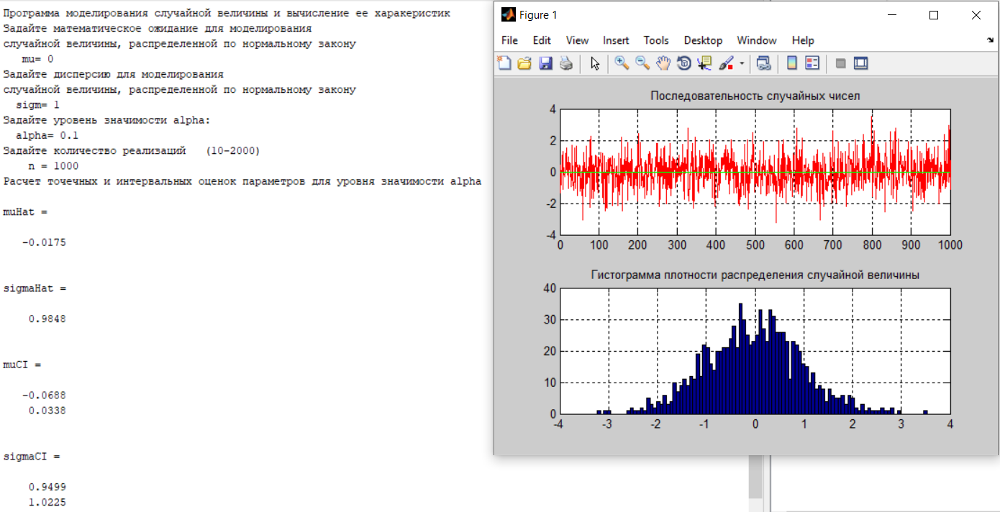 Программа моделирования случайной величины и вычисление ее харакеристик
Задайте математическое ожидание для моделирования
случайной величины, распределенной по нормальному закону
mu= 0
Задайте дисперсию для моделирования
случайной величины, распределенной по нормальному закону
sigm= 1
Задайте уровень значимости alpha:
alpha= 0.1
Задайте количество реализаций (10-2000)
n = 1000
Расчет точечных и интервальных оценок параметров для уровня значимости alpha
muHat =
-0.0175
sigmaHat =
0.9848
muCI =
-0.0688
0.0338
sigmaCI =
0.9499
1.0225
Figure 1
File Edit View Insert Tools Desktop Window Help
Последовательность случайных чисел
4
2
0
-2
-4
0 100 200 300 400 500 600 700 800 900 1000
Гистограмма плотности распределения случайной величины
40
30
20
10
0
-4 -3 -2 -1 0 1 2 3 4